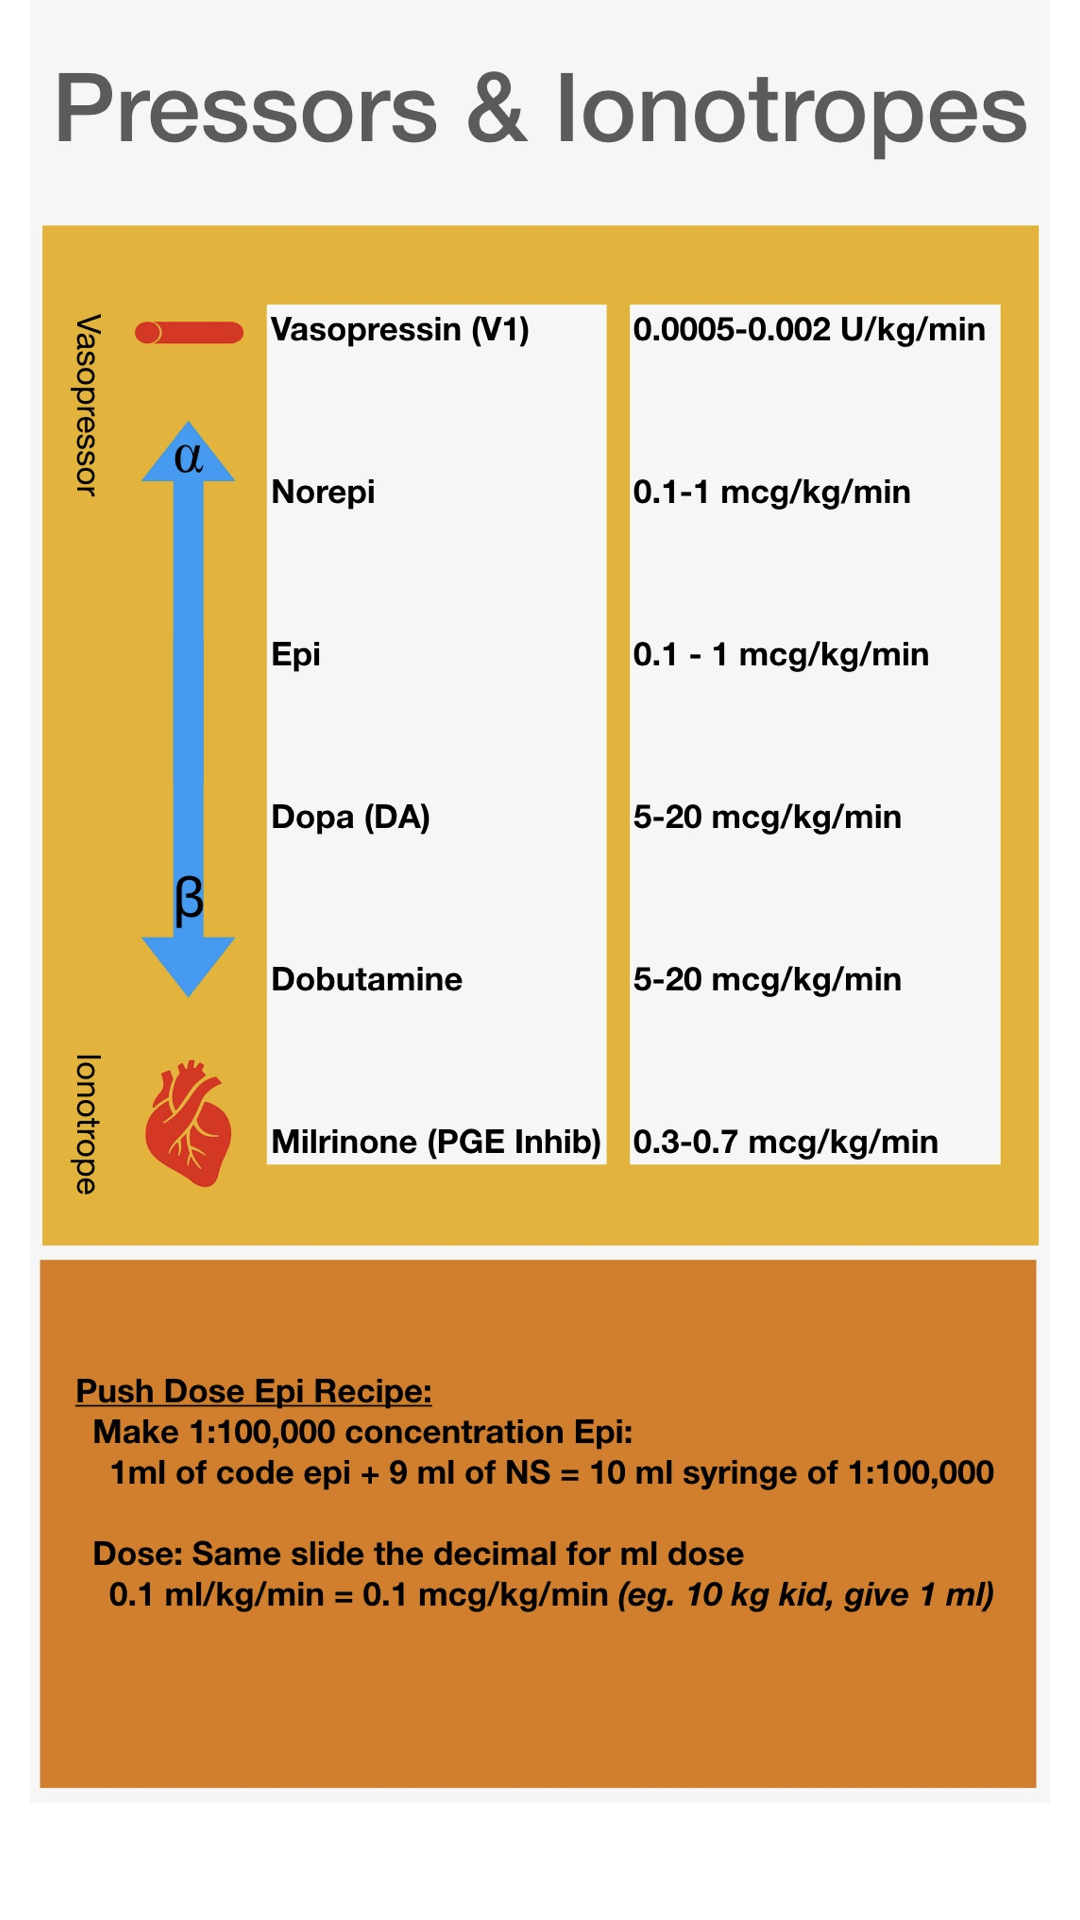 Pressors & Ionotropes
Vasopressor
Vasopressin (V1) 0.0005-0.002 U/kg/min
α
Norepi 0.1-1 mcg/kg/min
Epi 0.1 - 1 mcg/kg/min
Dopa (DA) 5-20 mcg/kg/min
β
Dobutamine 5-20 mcg/kg/min
Ionotrope
Milrinone (PGE Inhib) 0.3-0.7 mcg/kg/min
Push Dose Epi Recipe:
Make 1:100,000 concentration Epi:
1ml of code epi + 9 ml of NS = 10 ml syringe of 1:100,000
Dose: Same slide the decimal for ml dose
0.1 ml/kg/min = 0.1 mcg/kg/min (eg. 10 kg kid, give 1 ml)